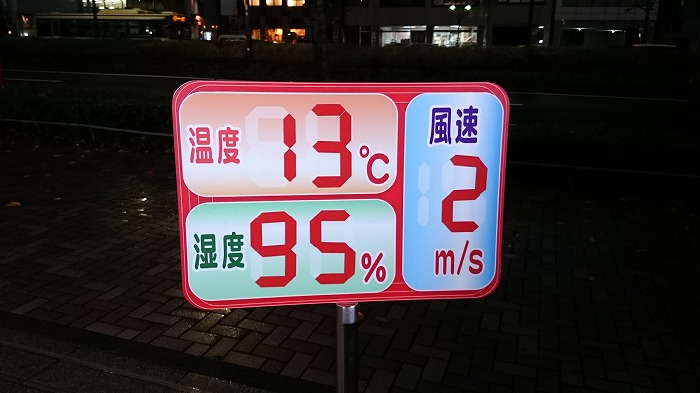 温度 13 ℃
湿度 95 %
風速
2
m/s